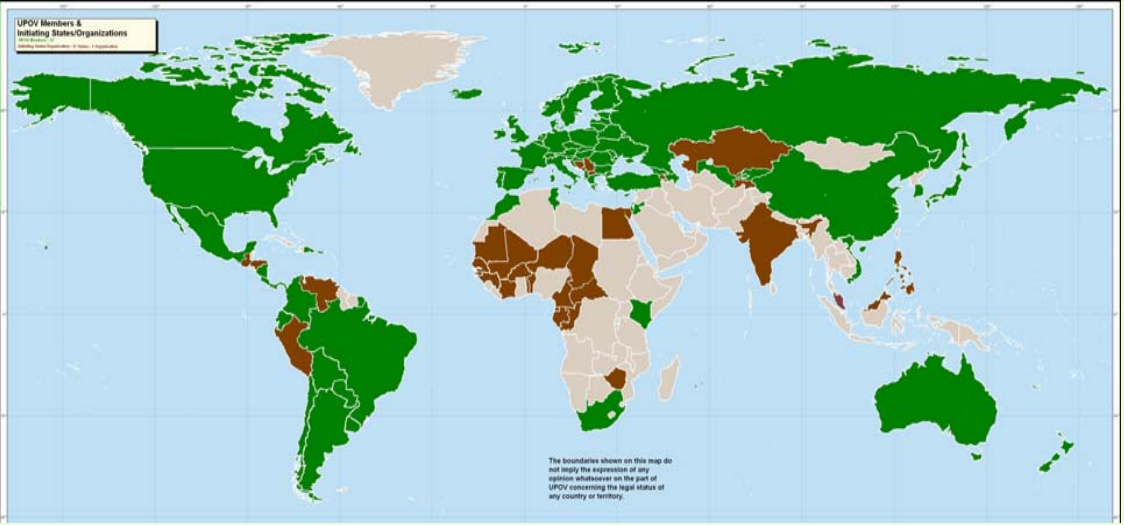 UPOV Members &
Initiating States/Organizations
The boundaries shown on this map do
not imply the expression of any
opinion whatsoever on the part of
UPOV concerning the legal status of
any country or territory.